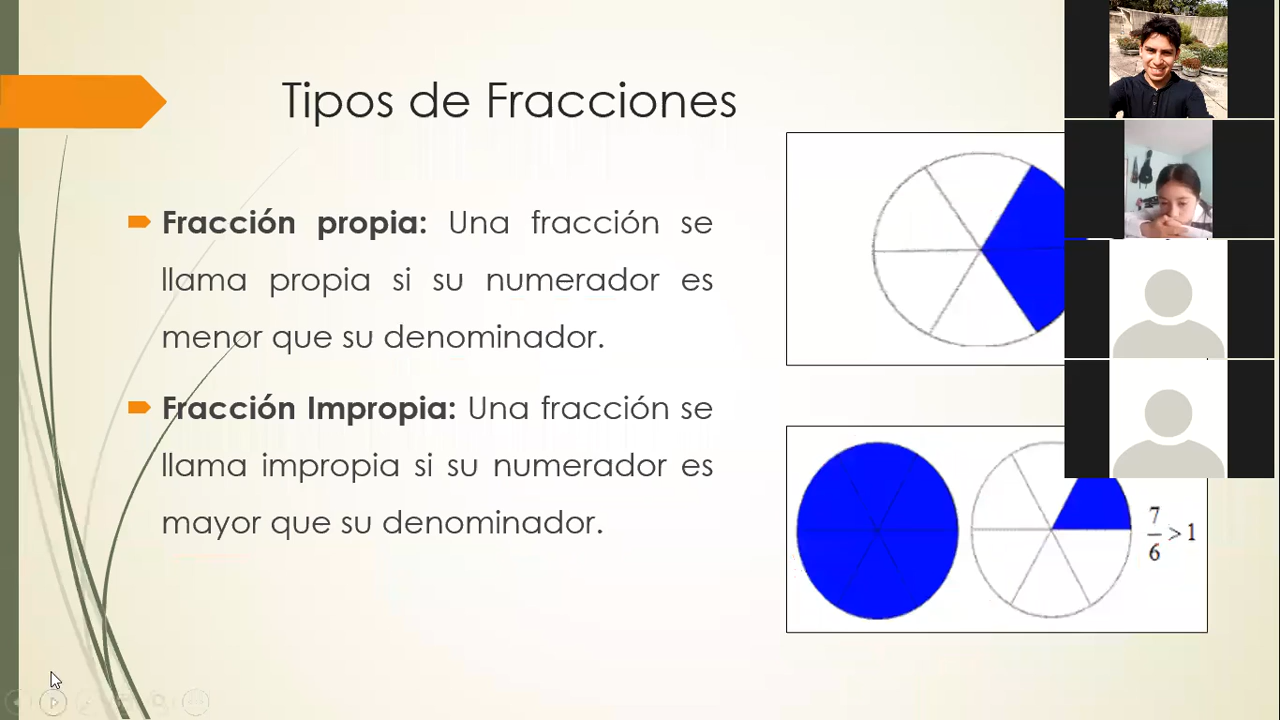 Tipos de Fracciones
Fracción propia: Una fracción se
llama propia si su numerador es
menor que su denominador.
Fracción Impropia: Una fracción se
llama impropia si su numerador es
mayor que su denominador.
7/6 > 1